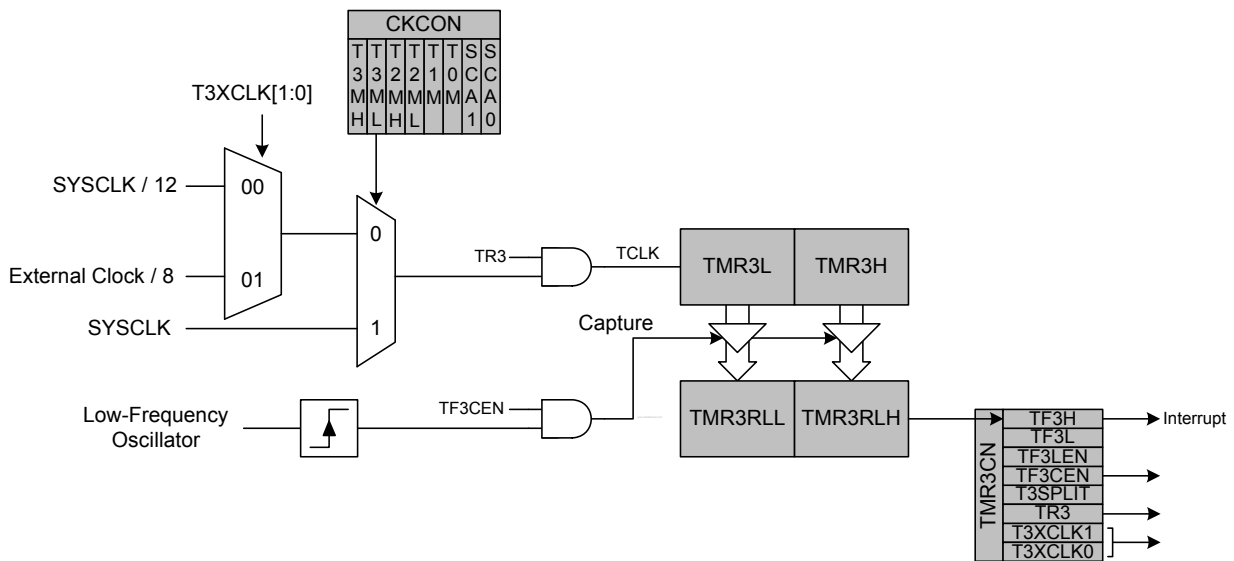 CKCON
T3MH T3ML T2MH T2ML T1M T0M SCA1 SCA0
T3XCLK[1:0]
SYSCLK / 12
00
External Clock / 8
01
0
SYSCLK
1
TR3
TCLK
TMR3L
TMR3H
Capture
Low-Frequency
Oscillator
TF3CEN
TMR3RLL
TMR3RLH
TMR3CN
TF3H
Interrupt
TF3L
TF3LEN
TF3CEN
T3SPLIT
TR3
T3XCLK1
T3XCLK0